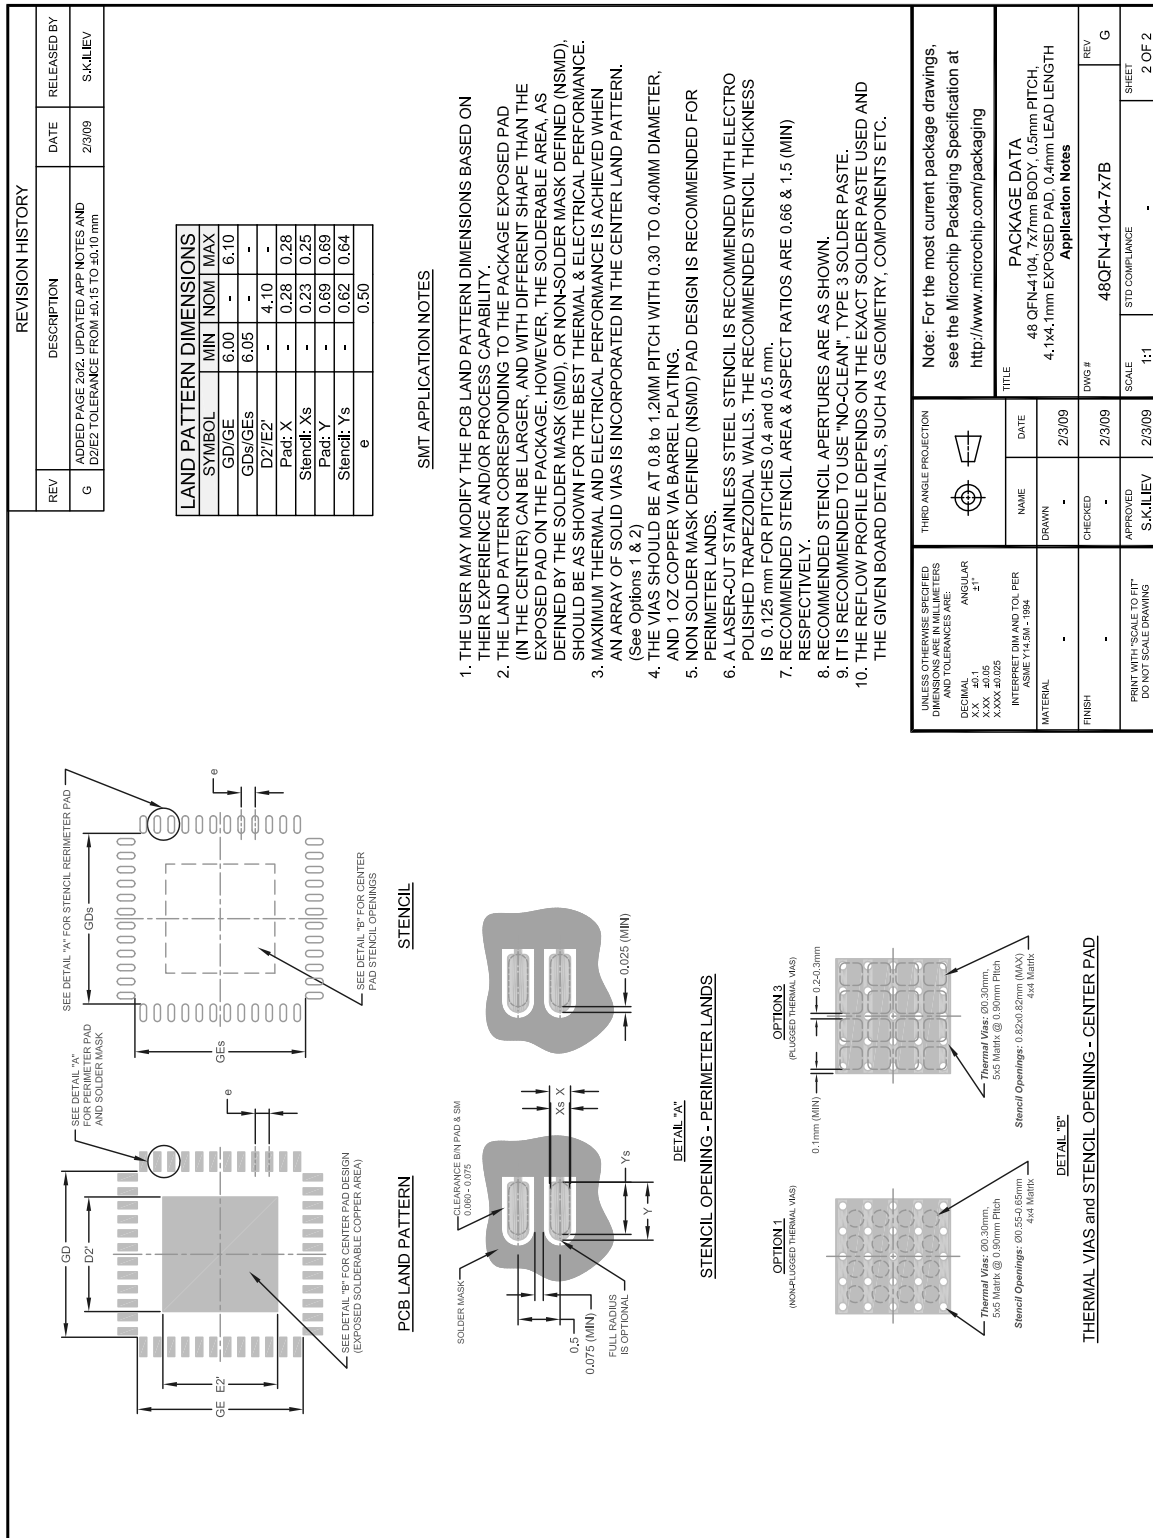 REVISION HISTORY
REV DESCRIPTION DATE RELEASED BY
G ADDED PAGE 2of2. UPDATED APP NOTES AND D2/E2 TOLERANCE FROM ±0.15 TO ±0.10 mm 2/3/09 S.K.ILIEV
SEE DETAIL "A"
FOR PERIMETER PAD
AND SOLDER MASK
GD
D2'
GE
E2'
e
SEE DETAIL "B" FOR CENTER PAD DESIGN
(EXPOSED SOLDERABLE COPPER AREA)
PCB LAND PATTERN
SEE DETAIL "A" FOR STENCIL RERIMETER PAD
GDs
GEs
e
SEE DETAIL "B" FOR CENTER
PAD STENCIL OPENINGS
STENCIL
LAND PATTERN DIMENSIONS
SYMBOL MIN NOM MAX
GD/GE 6.00 - 6.10
GDs/GEs 6.05 - -
D2'/E2' - 4.10 -
Pad: X - 0.28 0.28
Stencil: Xs - 0.23 0.25
Pad: Y - 0.69 0.69
Stencil: Ys - 0.62 0.64
e 0.50
SOLDER MASK
CLEARANCE B/N PAD & SM
0.060 - 0.075
0.5
0.075 (MIN)
FULL RADIUS
IS OPTIONAL
Y
Ys
Xs
X
0.025 (MIN)
DETAIL "A"
STENCIL OPENING - PERIMETER LANDS
OPTION 1
(NON-PLUGGED THERMAL VIAS)
Thermal Vias: Ø0.30mm,
5x5 Matrix @ 0.90mm Pitch
Stencil Openings: Ø0.55-0.65mm
4x4 Matrix
OPTION 3
(PLUGGED THERMAL VIAS)
0.1mm (MIN)
0.2-0.3mm
Thermal Vias: Ø0.30mm,
5x5 Matrix @ 0.90mm Pitch
Stencil Openings: 0.82x0.82mm (MAX)
4x4 Matrix
DETAIL "B"
THERMAL VIAS and STENCIL OPENING - CENTER PAD
SMT APPLICATION NOTES
1. THE USER MAY MODIFY THE PCB LAND PATTERN DIMENSIONS BASED ON
THEIR EXPERIENCE AND/OR PROCESS CAPABILITY.
2. THE LAND PATTERN CORRESPONDING TO THE PACKAGE EXPOSED PAD
(IN THE CENTER) CAN BE LARGER, AND WITH DIFFERENT SHAPE THAN THE
EXPOSED PAD ON THE PACKAGE. HOWEVER, THE SOLDERABLE AREA, AS
DEFINED BY THE SOLDER MASK (SMD), OR NON-SOLDER MASK DEFINED (NSMD),
SHOULD BE AS SHOWN FOR THE BEST THERMAL & ELECTRICAL PERFORMANCE.
3. MAXIMUM THERMAL AND ELECTRICAL PERFORMANCE IS ACHIEVED WHEN
AN ARRAY OF SOLID VIAS IS INCORPORATED IN THE CENTER LAND PATTERN.
(See Options 1 & 2)
4. THE VIAS SHOULD BE AT 0.8 to 1.2MM PITCH WITH 0.30 TO 0.40MM DIAMETER,
AND 1 OZ COPPER VIA BARREL PLATING.
5. NON SOLDER MASK DEFINED (NSMD) PAD DESIGN IS RECOMMENDED FOR
PERIMETER LANDS.
6. A LASER-CUT STAINLESS STEEL STENCIL IS RECOMMENDED WITH ELECTRO
POLISHED TRAPEZOIDAL WALLS. THE RECOMMENDED STENCIL THICKNESS
IS 0.125 mm FOR PITCHES 0.4 and 0.5 mm.
7. RECOMMENDED STENCIL AREA & ASPECT RATIOS ARE 0.66 & 1.5 (MIN)
RESPECTIVELY.
8. RECOMMENDED STENCIL APERTURES ARE AS SHOWN.
9. IT IS RECOMMENDED TO USE "NO-CLEAN", TYPE 3 SOLDER PASTE.
10. THE REFLOW PROFILE DEPENDS ON THE EXACT SOLDER PASTE USED AND
THE GIVEN BOARD DETAILS, SUCH AS GEOMETRY, COMPONENTS ETC.
UNLESS OTHERWISE SPECIFIED
DIMENSIONS ARE IN MILLIMETERS
AND TOLERANCES ARE:
DECIMAL ANGULAR
X.X ±0.1 ±1°
X.XX ±0.05
X.XXX ±0.025
INTERPRET DIM AND TOL PER
ASME Y14.5M - 1994
MATERIAL
-
FINISH
-
PRINT WITH "SCALE TO FIT"
DO NOT SCALE DRAWING
THIRD ANGLE PROJECTION
NAME DATE
DRAWN
- 2/3/09
CHECKED
- 2/3/09
APPROVED
S.K.ILIEV 2/3/09
Note: For the most current package drawings,
see the Microchip Packaging Specification at
http://www.microchip.com/packaging
TITLE
PACKAGE DATA
48 QFN-4104, 7x7mm BODY, 0.5mm PITCH,
4.1x4.1mm EXPOSED PAD, 0.4mm LEAD LENGTH
Application Notes
DWG # REV
48QFN-4104-7x7B G
SCALE STD COMPLIANCE SHEET
1:1 - 2 OF 2